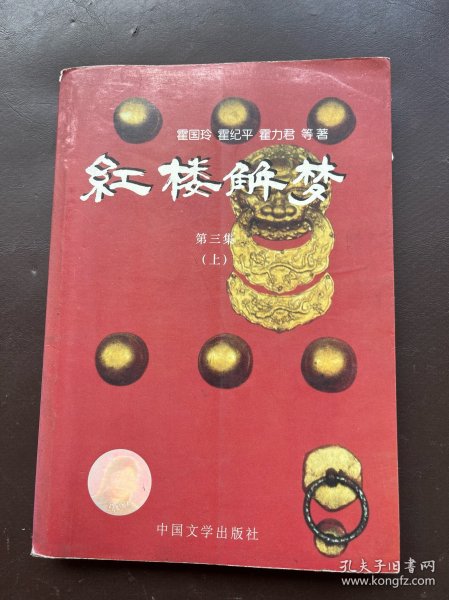 霍国玲 霍纪平 霍力君 等著
紅楼解梦
第三集
（上）
中国文学出版社
孔夫子旧书网
www.kongfz.com